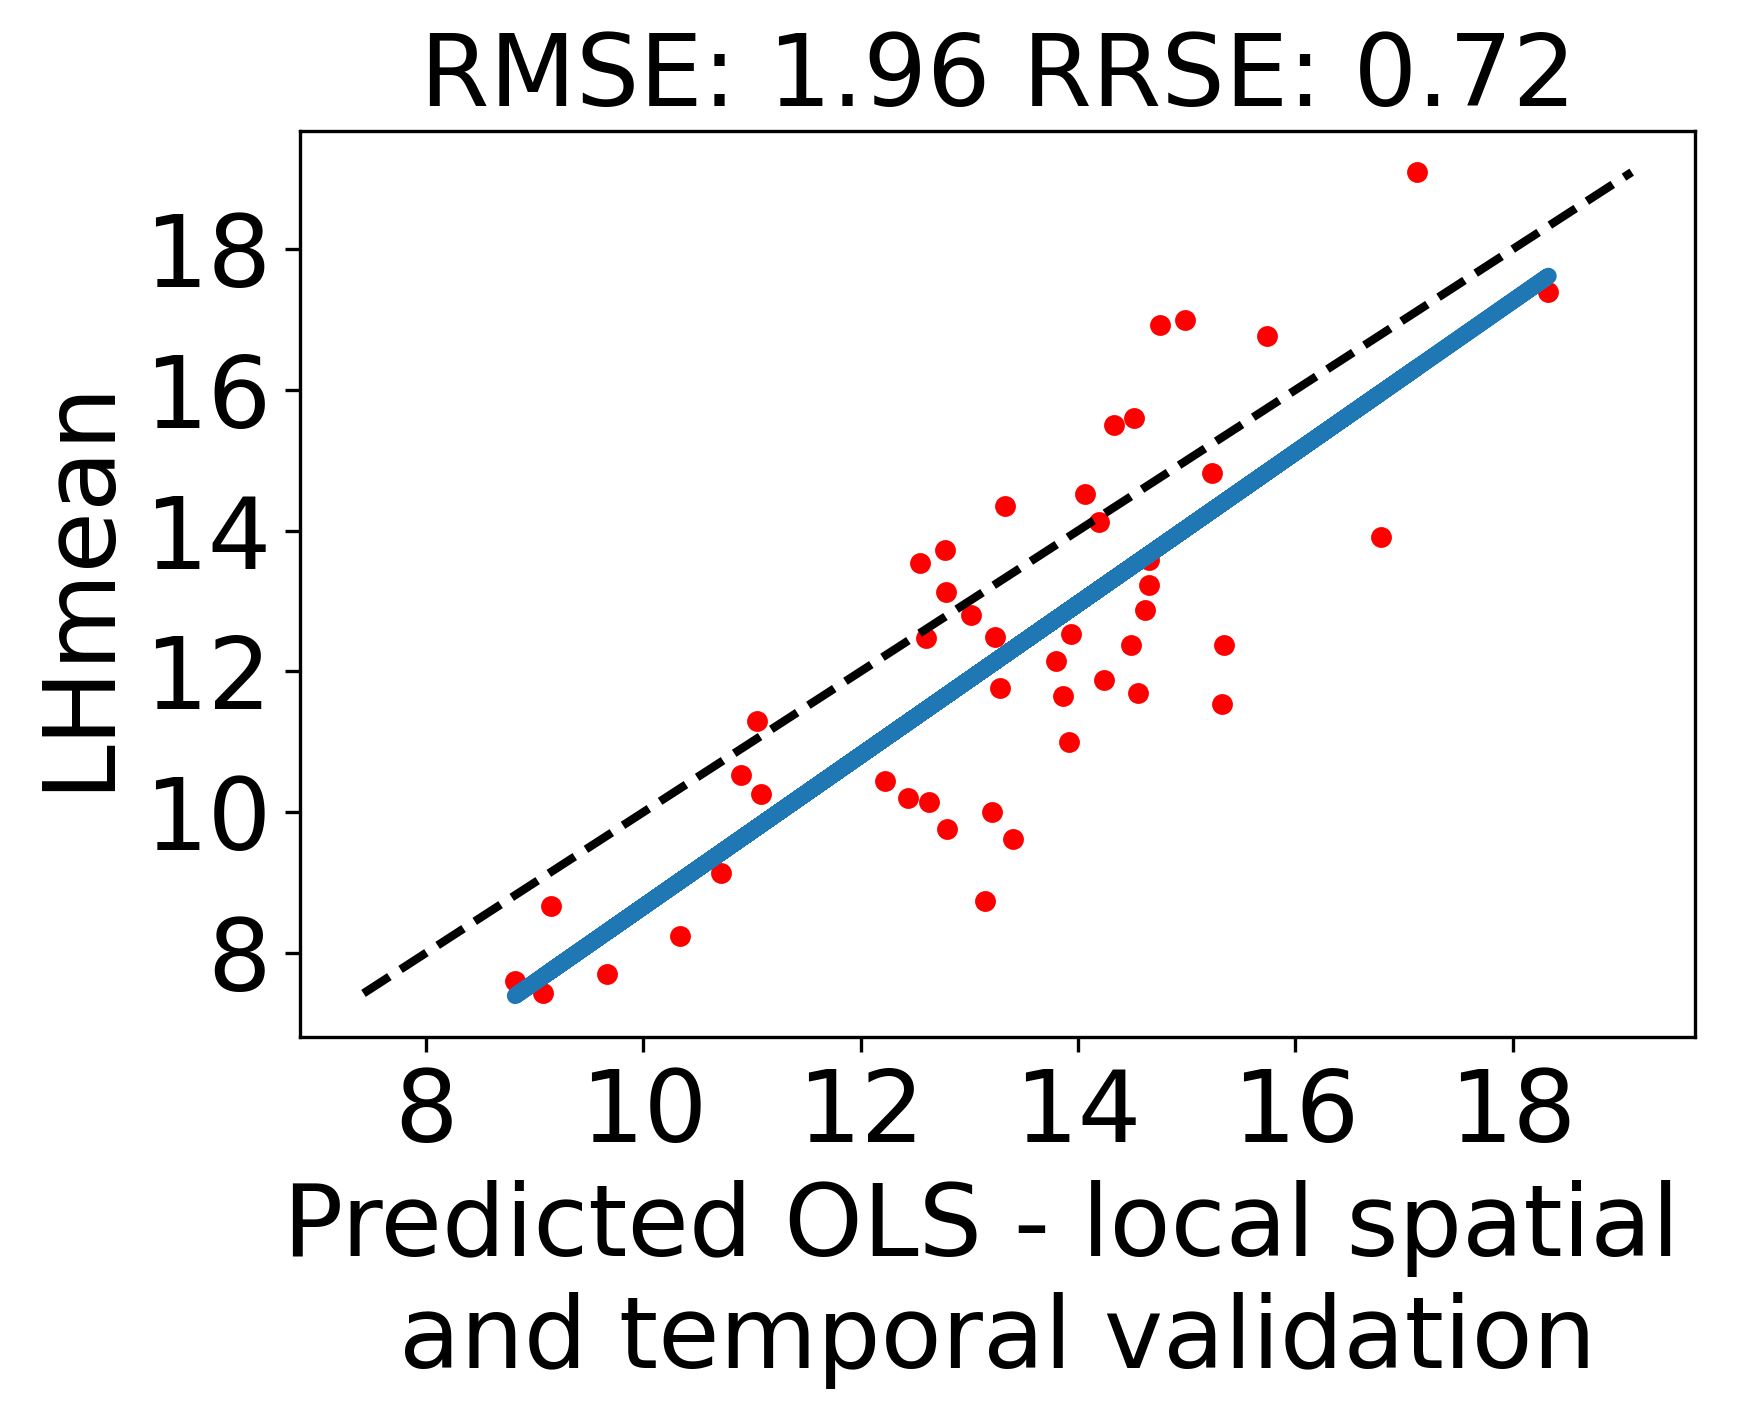 RMSE: 1.96 RRSE: 0.72
LHmean
18
16
14
12
10
8
8 10 12 14 16 18
Predicted OLS - local spatial
and temporal validation